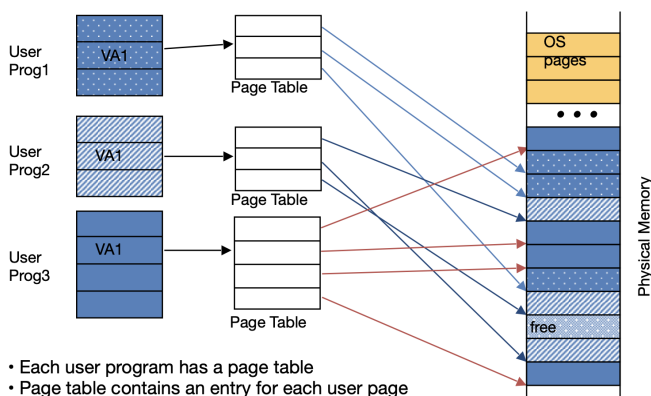 User
Prog1
VA1
Page Table
User
Prog2
VA1
Page Table
User
Prog3
VA1
Page Table
OS
pages
• • •
free
Physical Memory
• Each user program has a page table
• Page table contains an entry for each user page